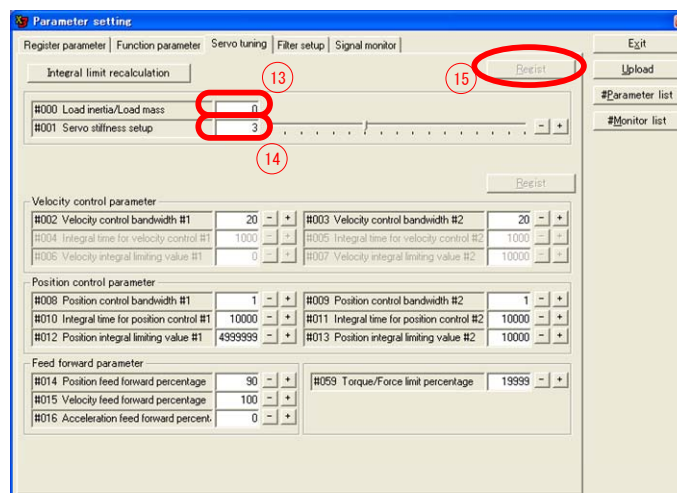 Parameter setting
Register parameter Function parameter Servo tuning Filter setup Signal monitor
Exit
Integral limit recalculation 13 15 Regist Upload
#Parameter list
#000 Load inertia/Load mass 0
#Monitor list
#001 Servo stiffness setup 3 - +
14
Regist
Velocity control parameter
#002 Velocity control bandwidth #1 20 - + #003 Velocity control bandwidth #2 20 - +
#004 Integral time for velocity control #1 1000 - + #005 Integral time for velocity control #2 1000 - +
#006 Velocity integral limiting value #1 0 - + #007 Velocity integral limiting value #2 10000 - +
Position control parameter
#008 Position control bandwidth #1 1 - + #009 Position control bandwidth #2 1 - +
#010 Integral time for position control #1 10000 - + #011 Integral time for position control #2 10000 - +
#012 Position integral limiting value #1 4999999 - + #013 Position integral limiting value #2 10000 - +
Feed forward parameter
#014 Position feed forward percentage 90 - + #059 Torque/Force limit percentage 19999 - +
#015 Velocity feed forward percentage 100 - +
#016 Acceleration feed forward percent. 0 - +